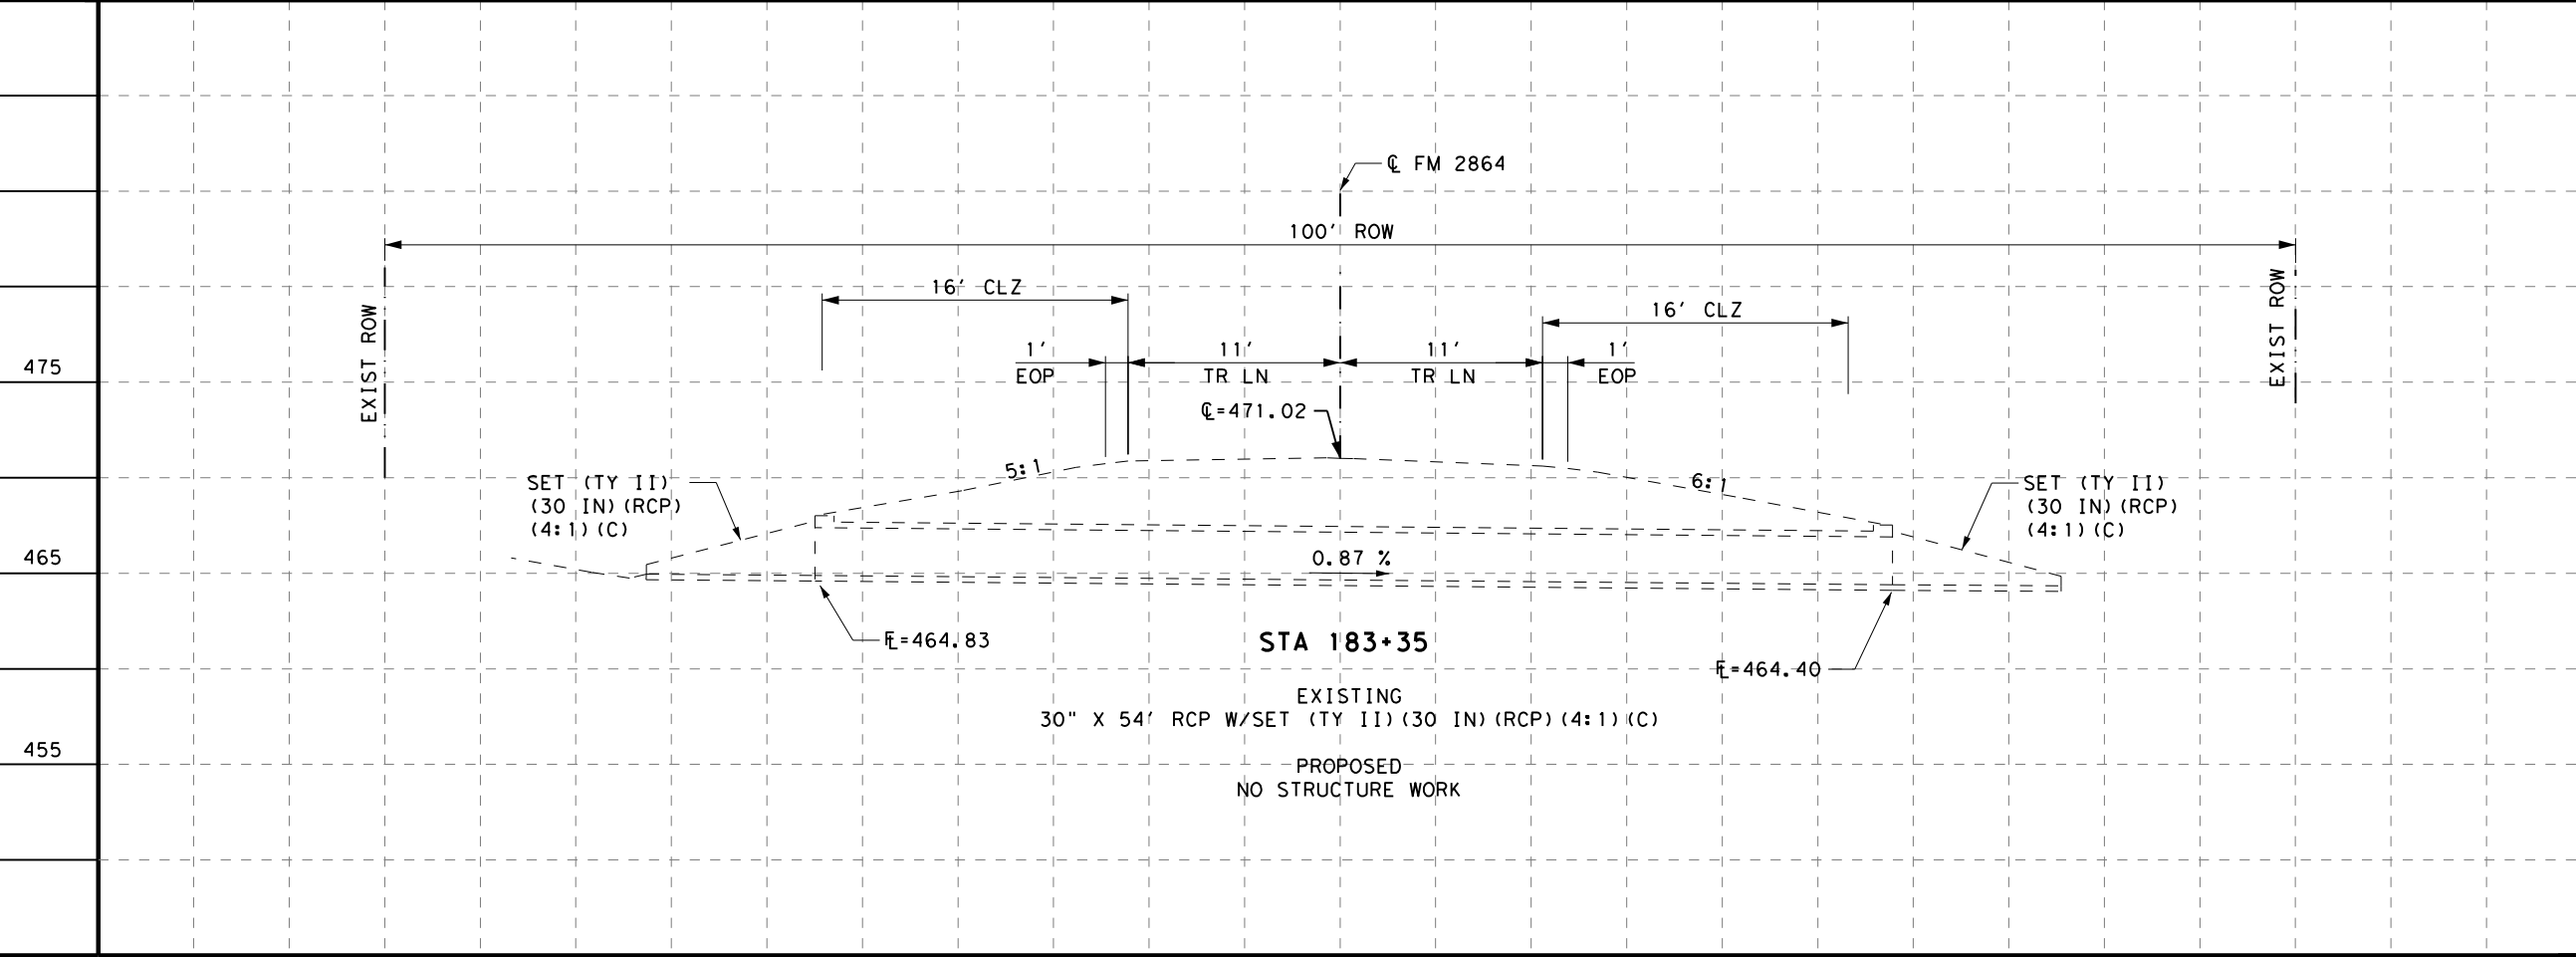 ℄ FM 2864
100' ROW
16' CLZ
16' CLZ
EXIST ROW
EXIST ROW
1'
11'
11'
1'
475
EOP
TR LN
TR LN
EOP
℄=471.02
5:1
6:1
SET (TY II)
(30 IN)(RCP)
(4:1)(C)
SET (TY II)
(30 IN)(RCP)
(4:1)(C)
465
0.87 %
FL=464.83
STA 183+35
FL=464.40
EXISTING
30" X 54' RCP W/SET (TY II)(30 IN)(RCP)(4:1)(C)
455
PROPOSED
NO STRUCTURE WORK